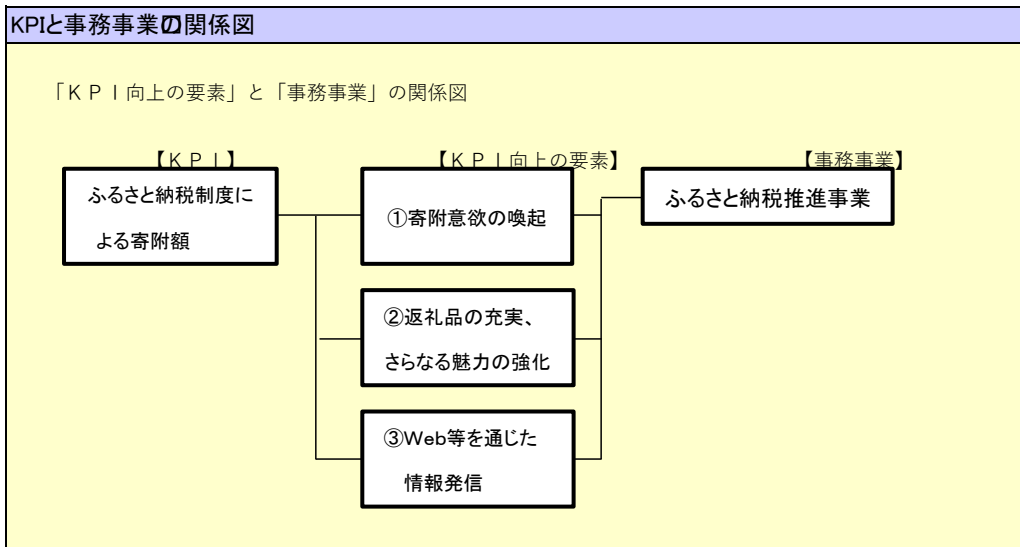 KPIと事務事業の関係図
「ＫＰＩ向上の要素」と「事務事業」の関係図
【ＫＰＩ】
【ＫＰＩ向上の要素】
【事務事業】
ふるさと納税制度に
よる寄附額
①寄附意欲の喚起
ふるさと納税推進事業
②返礼品の充実、
さらなる魅力の強化
③Web等を通じた
情報発信